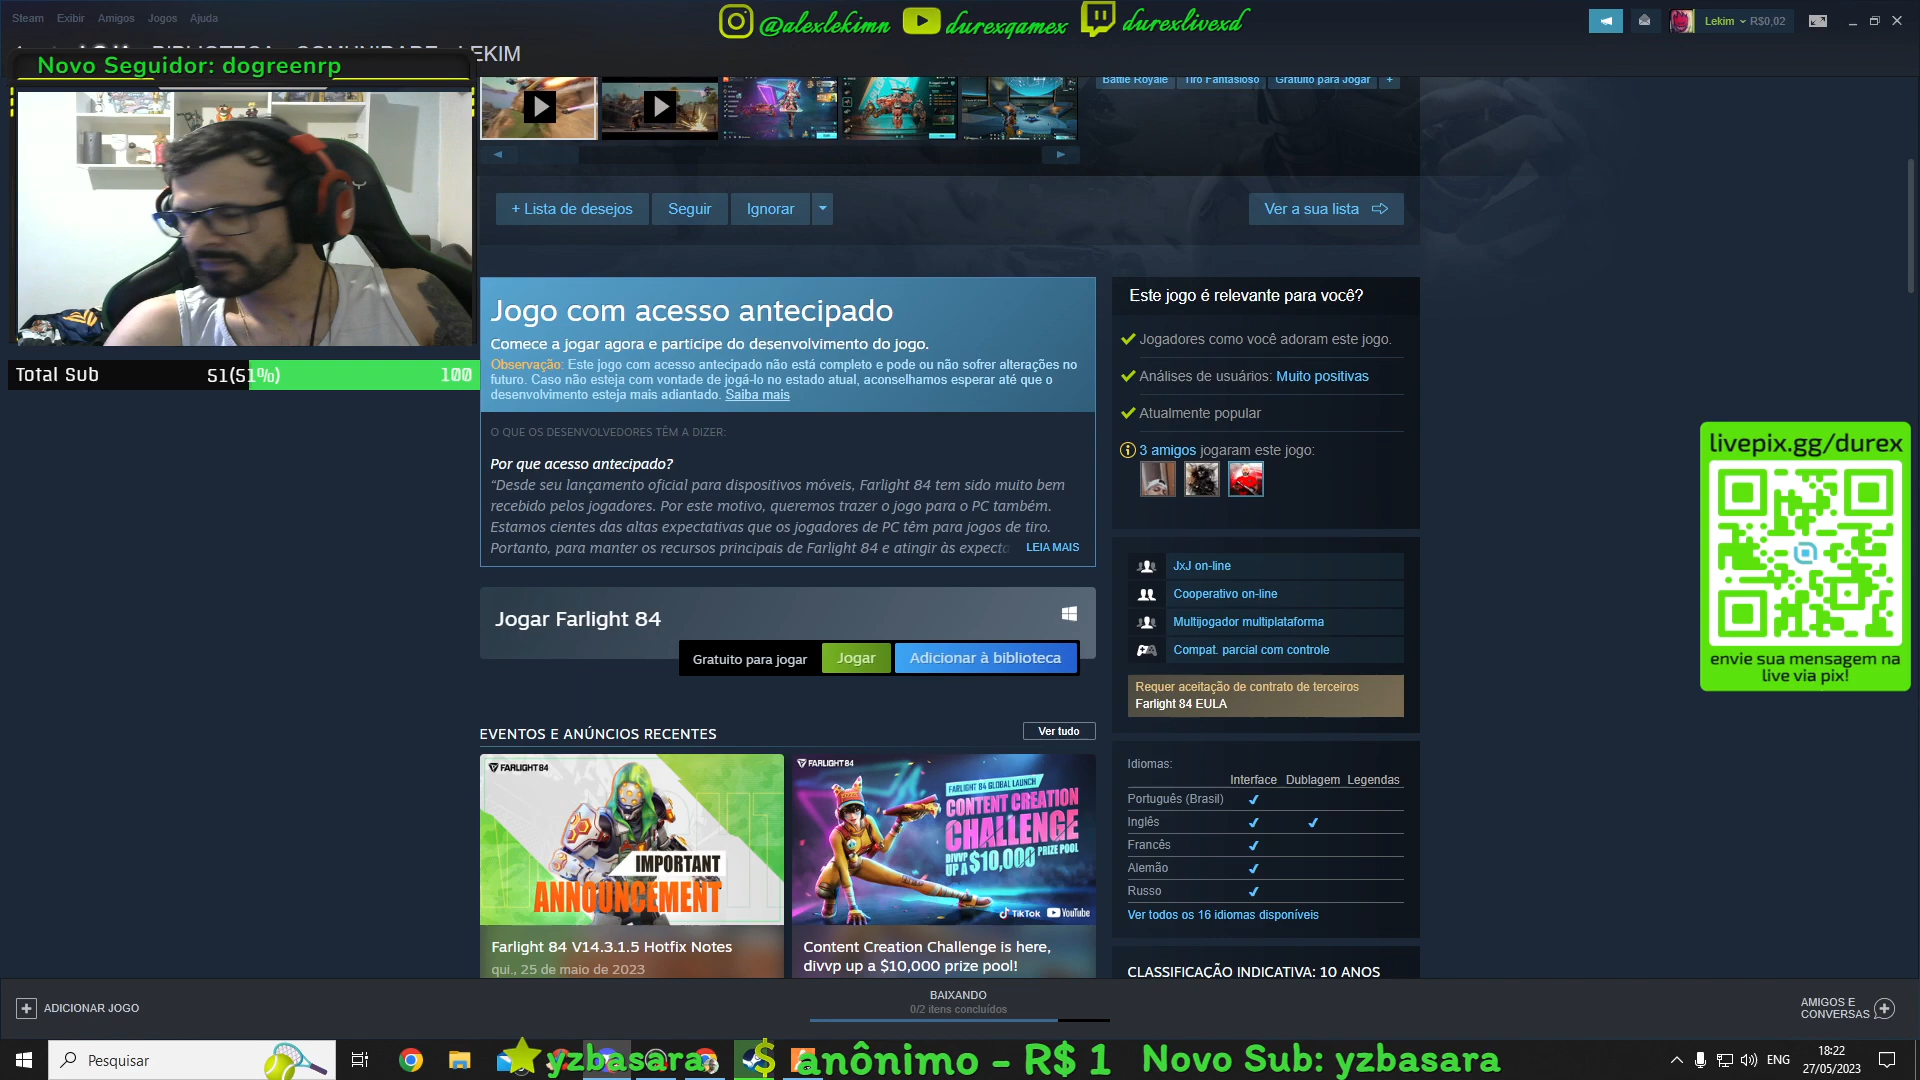 Steam Exibir Amigos Jogos Ajuda
@alexlekimn durexgamex durexlivexd
Lekim R$0,02
LEKIM
Novo Seguidor: dogreenrp
Battle Royale Tiro Fantasioso Gratuito para Jogar +
+ Lista de desejos Seguir Ignorar
Ver a sua lista
Total Sub 51(51%) 100
Jogo com acesso antecipado
Comece a jogar agora e participe do desenvolvimento do jogo.
Observação: Este jogo com acesso antecipado não está completo e pode ou não sofrer alterações no
futuro. Caso não esteja com vontade de jogá-lo no estado atual, aconselhamos esperar até que o
desenvolvimento esteja mais adiantado. Saiba mais
O QUE OS DESENVOLVEDORES TÊM A DIZER:
Por que acesso antecipado?
“Desde seu lançamento oficial para dispositivos móveis, Farlight 84 tem sido muito bem
recebido pelos jogadores. Por este motivo, queremos trazer o jogo para o PC também.
Estamos cientes das altas expectativas que os jogadores de PC têm para jogos de tiro.
Portanto, para manter os recursos principais de Farlight 84 e atingir às expecta
LEIA MAIS
Jogar Farlight 84
Gratuito para jogar Jogar Adicionar à biblioteca
EVENTOS E ANÚNCIOS RECENTES
Ver tudo
FARLIGHT 84
IMPORTANT
ANNOUNCEMENT
Farlight 84 V14.3.1.5 Hotfix Notes
qui., 25 de maio de 2023
FARLIGHT 84
FARLIGHT 84 GLOBAL LAUNCH
CONTENT CREATION
CHALLENGE
DIVVP
UP A $10,000 PRIZE POOL!
TikTok YouTube
Content Creation Challenge is here,
divvp up a $10,000 prize pool!
Este jogo é relevante para você?
Jogadores como você adoram este jogo.
Análises de usuários: Muito positivas
Atualmente popular
3 amigos jogaram este jogo:
JxJ on-line
Cooperativo on-line
Multijogador multiplataforma
Compat. parcial com controle
Requer aceitação de contrato de terceiros
Farlight 84 EULA
Idiomas:
Interface Dublagem Legendas
Português (Brasil)
Inglês
Francês
Alemão
Russo
Ver todos os 16 idiomas disponíveis
CLASSIFICAÇÃO INDICATIVA: 10 ANOS
livepix.gg/durex
envie sua mensagem na
live via pix!
ADICIONAR JOGO
BAIXANDO
0/2 itens concluídos
AMIGOS E
CONVERSAS
Pesquisar
yzbasara
anônimo - R$ 1
Novo Sub: yzbasara
ENG
18:22
27/05/2023